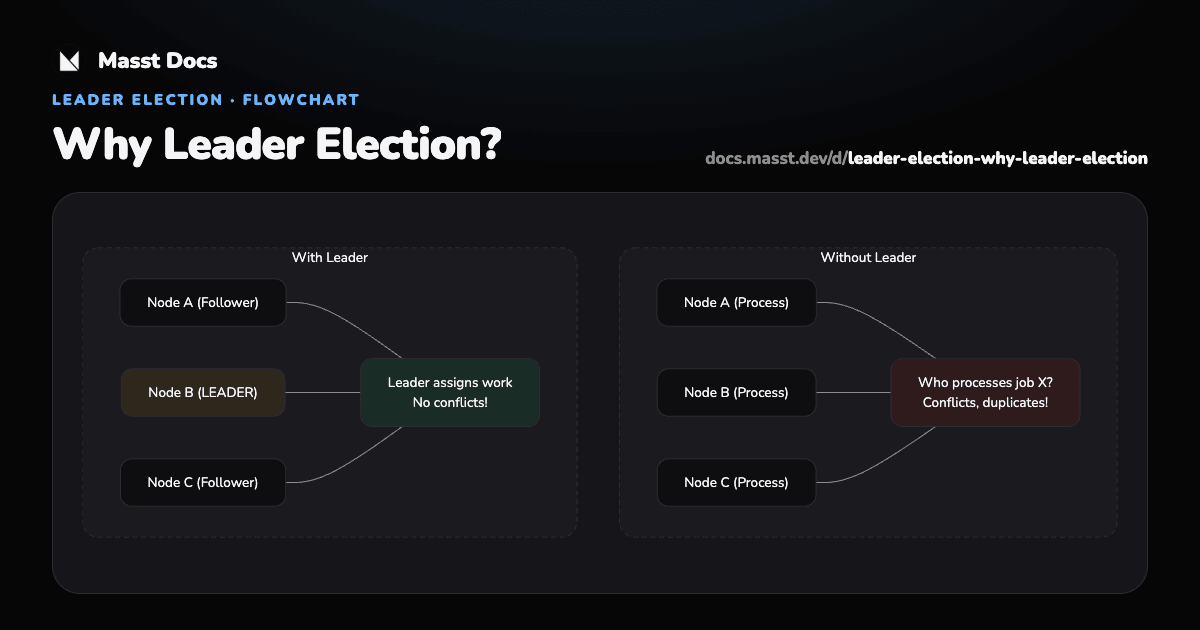 Masst Docs
LEADER ELECTION · FLOWCHART
Why Leader Election?
docs.masst.dev/d/leader-election-why-leader-election
With Leader
Node A (Follower)
Node B (LEADER)
Node C (Follower)
Leader assigns work
No conflicts!
Without Leader
Node A (Process)
Node B (Process)
Node C (Process)
Who processes job X?
Conflicts, duplicates!